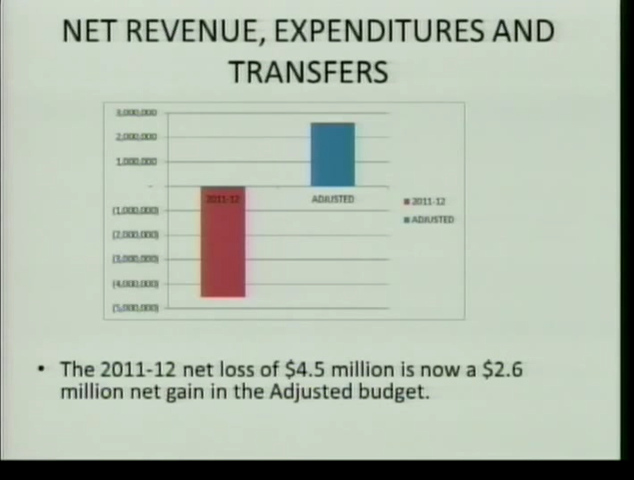 NET REVENUE, EXPENDITURES AND
TRANSFERS
3,000,000
2,000,000
1,000,000
-
2011-12
ADJUSTED
2011-12
(1,000,000)
ADJUSTED
(2,000,000)
(3,000,000)
(4,000,000)
(5,000,000)
• The 2011-12 net loss of $4.5 million is now a $2.6
million net gain in the Adjusted budget.